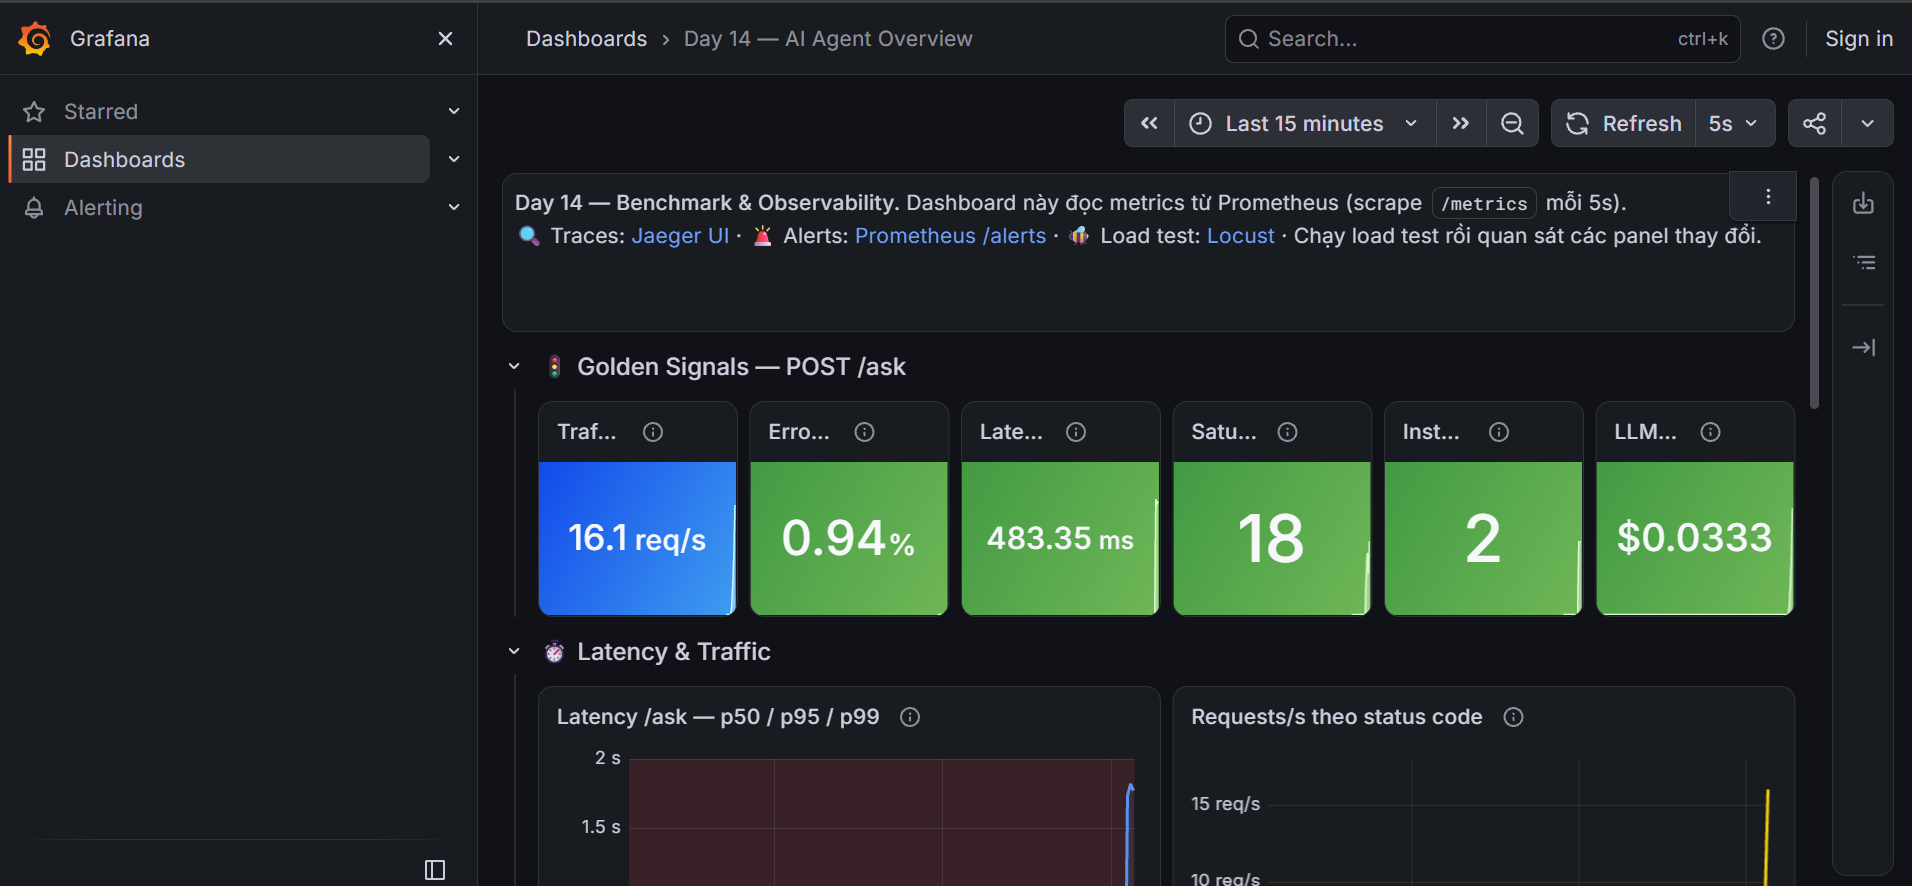 Grafana
Dashboards › Day 14 — AI Agent Overview
Search...
ctrl+k
Sign in
Starred
Dashboards
Alerting
Last 15 minutes
Refresh
5s
Day 14 — Benchmark & Observability. Dashboard này đọc metrics từ Prometheus (scrape /metrics mỗi 5s).
🔍 Traces: Jaeger UI · 🚨 Alerts: Prometheus /alerts · 🐝 Load test: Locust · Chạy load test rồi quan sát các panel thay đổi.
🚦 Golden Signals — POST /ask
Traf...
16.1 req/s
Erro...
0.94%
Late...
483.35 ms
Satu...
18
Inst...
2
LLM...
$0.0333
⏱️ Latency & Traffic
Latency /ask — p50 / p95 / p99
2 s
1.5 s
Requests/s theo status code
15 req/s
10 req/s